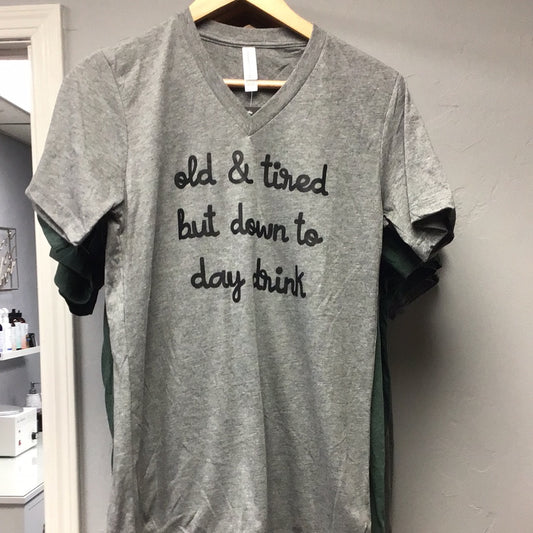 old & tired
but down to
day drink